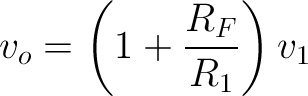 v_o = \left(1 + \frac{R_F}{R_1}\right) v_1